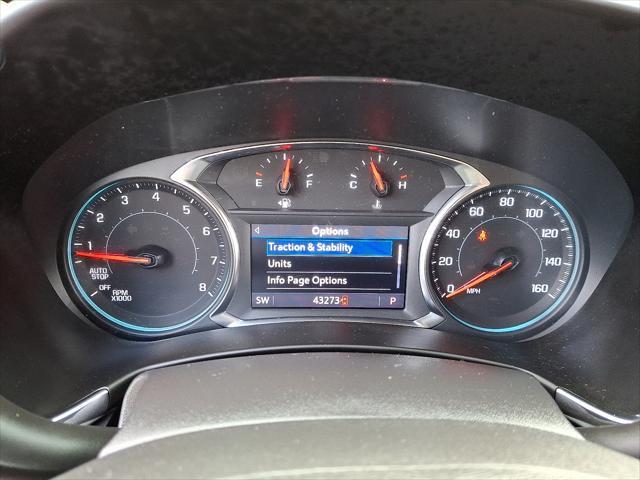 E F
C H
1 2 3 4 5 6 7 8
AUTO
STOP
OFF
RPM
X1000
Options
Traction & Stability
Units
Info Page Options
SW 43273 P
0 20 40 60 80 100 120 140 160
MPH